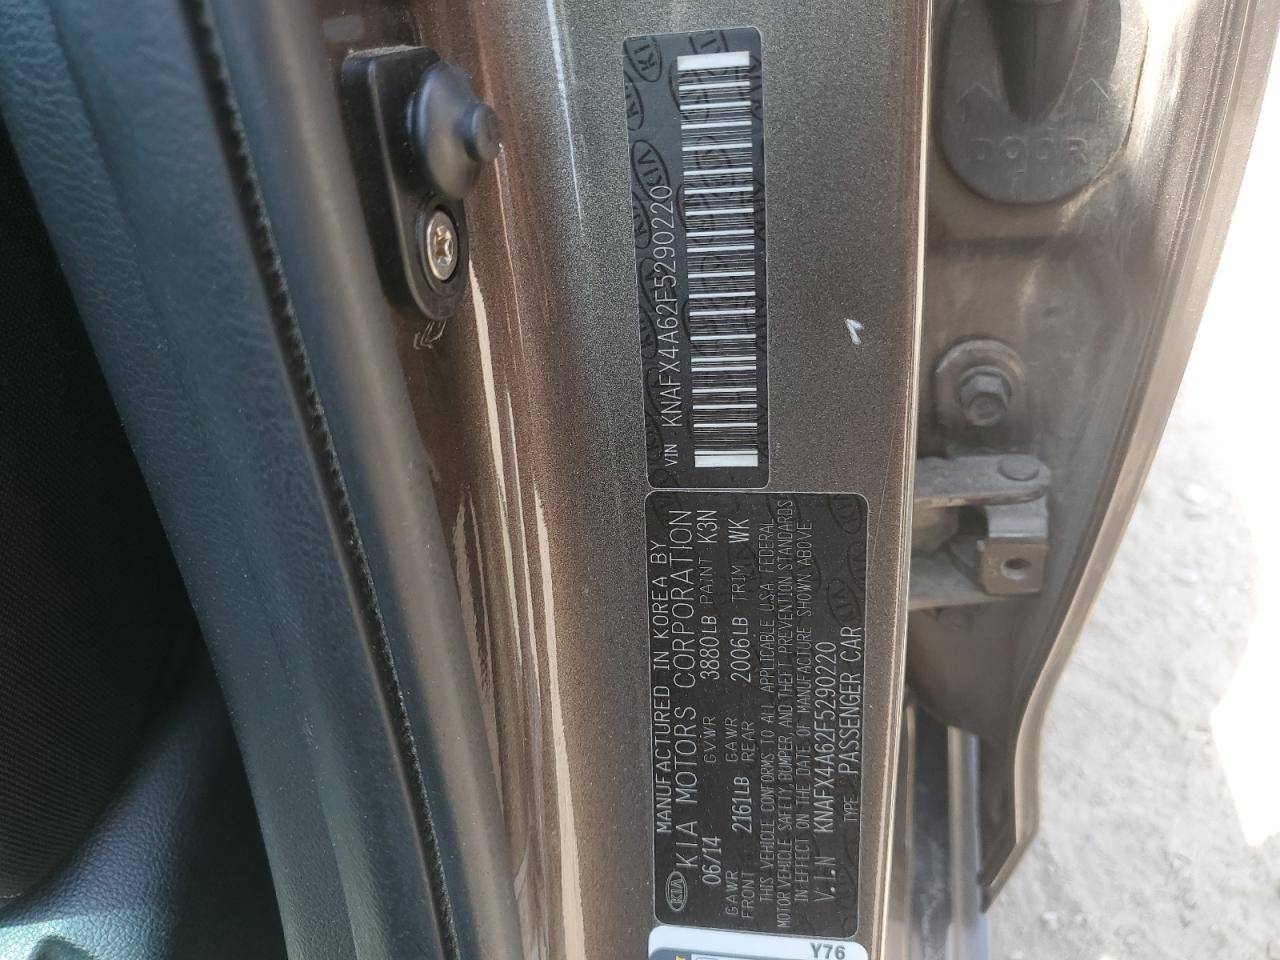 VIN KNAFX4A62F5290220
KIA
MANUFACTURED IN KOREA BY
KIA MOTORS CORPORATION
06/14 GVWR 3880LB PAINT K3N
GAWR FRONT 2161LB GAWR REAR 2006LB TRIM WK
THIS VEHICLE CONFORMS TO ALL APPLICABLE U.S.A. FEDERAL
MOTOR VEHICLE SAFETY, BUMPER, AND THEFT PREVENTION STANDARDS
IN EFFECT ON THE DATE OF MANUFACTURE SHOWN ABOVE.
V.I.N KNAFX4A62F5290220
TYPE PASSENGER CAR
Y76
DOOR